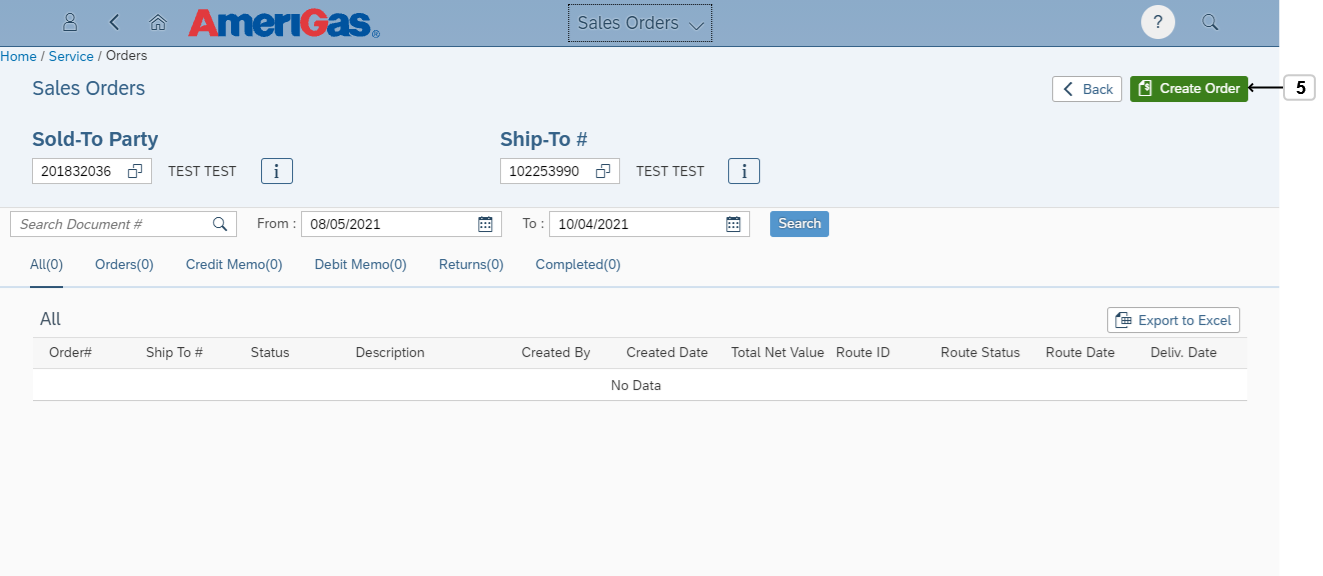 AmeriGas®
Sales Orders
?
Home / Service / Orders
Sales Orders
Back
Create Order
5
Sold-To Party
Ship-To #
201832036
TEST TEST
i
102253990
TEST TEST
i
Search Document #
From :
08/05/2021
To :
10/04/2021
Search
All(0)
Orders(0)
Credit Memo(0)
Debit Memo(0)
Returns(0)
Completed(0)
All
Export to Excel
Order# Ship To # Status Description Created By Created Date Total Net Value Route ID Route Status Route Date Deliv. Date
No Data